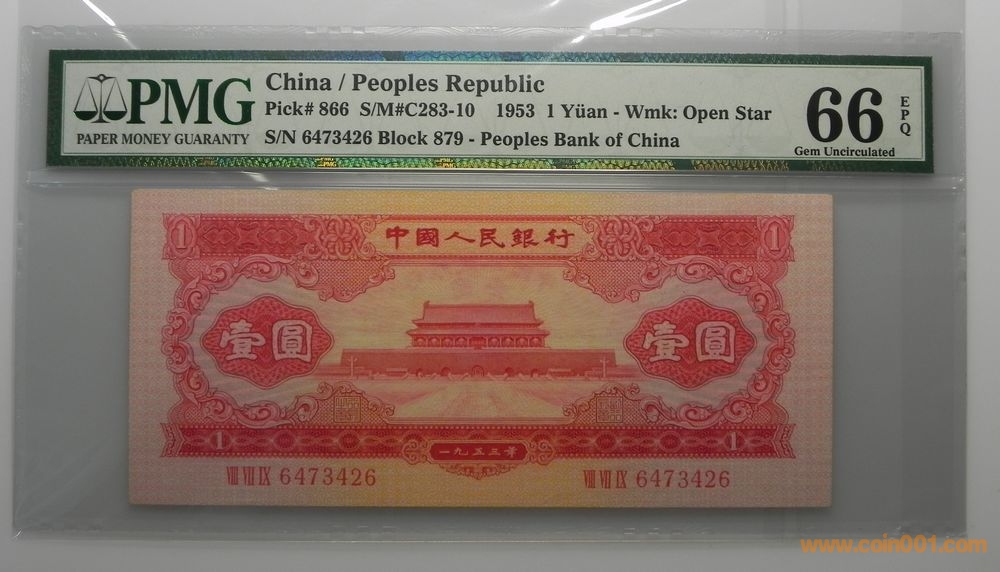 PMG
PAPER MONEY GUARANTY
China / Peoples Republic
Pick# 866 S/M#C283-10 1953 1 Yüan - Wmk: Open Star
S/N 6473426 Block 879 - Peoples Bank of China
66
EPQ
Gem Uncirculated
1 中國人民銀行 1
壹圓 壹圓
1 1
一九五三年
VIII VII IX 6473426 VIII VII IX 6473426
www.coin001.com